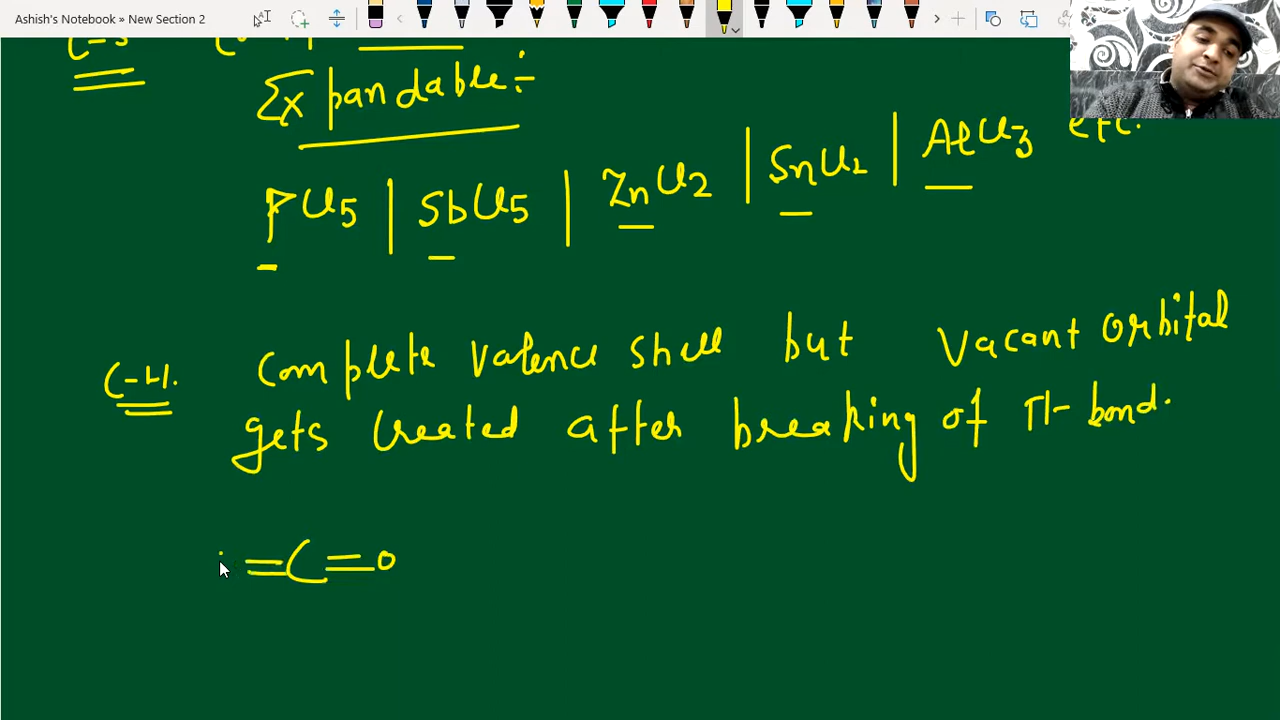 Ashish's Notebook » New Section 2
Expandable:-
PCl5 | SbCl5 | ZnCl2 | SnCl2 | AlCl3 etc.
C-4. Complete valence shell but vacant orbital
gets created after breaking of π-bond.
=C=O